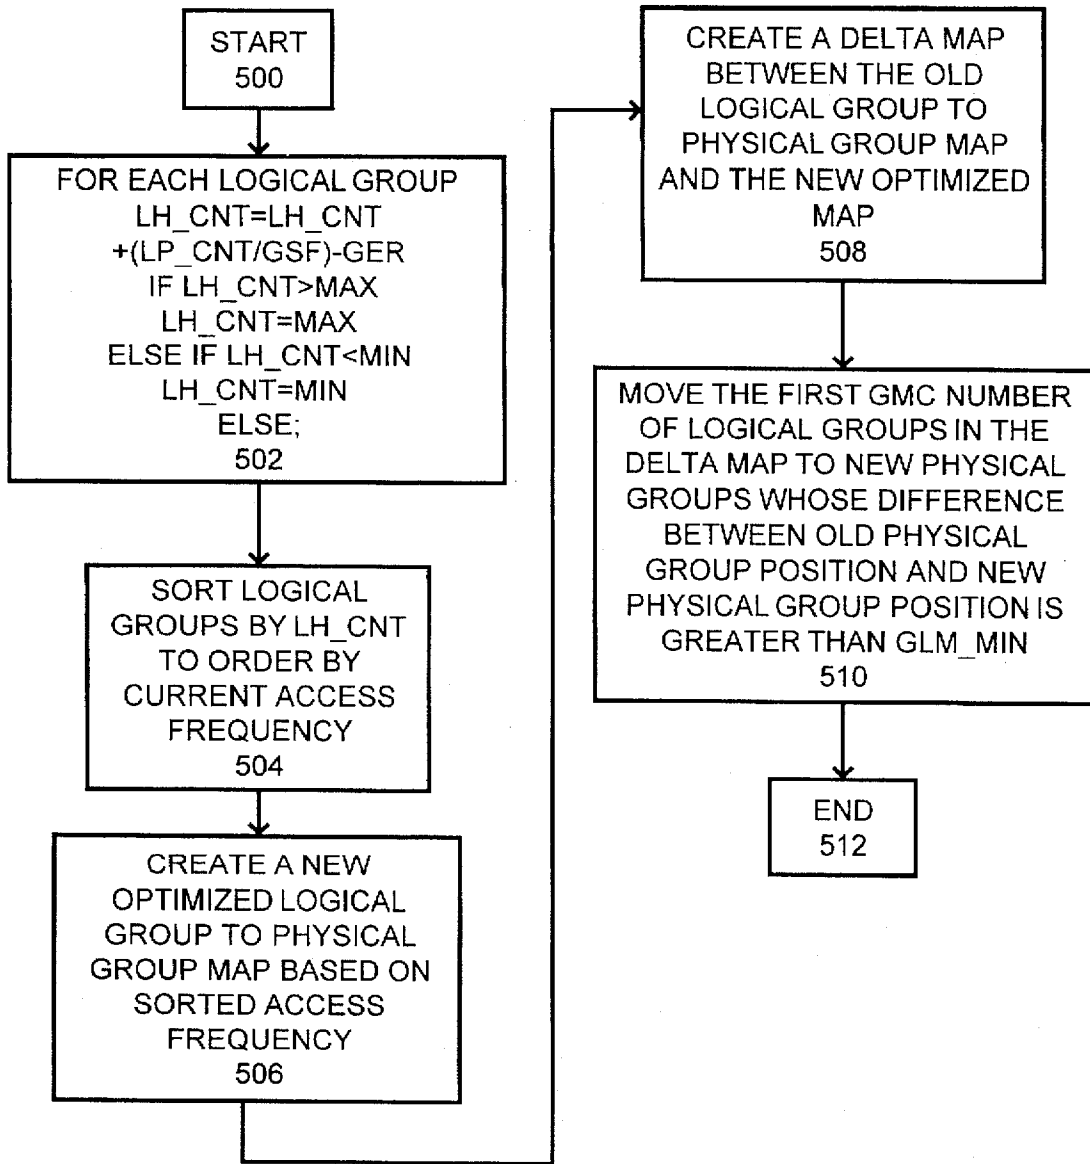 START
500
FOR EACH LOGICAL GROUP
LH_CNT=LH_CNT
+(LP_CNT/GSF)-GER
IF LH_CNT>MAX
LH_CNT=MAX
ELSE IF LH_CNT<MIN
LH_CNT=MIN
ELSE;
502
SORT LOGICAL
GROUPS BY LH_CNT
TO ORDER BY
CURRENT ACCESS
FREQUENCY
504
CREATE A NEW
OPTIMIZED LOGICAL
GROUP TO PHYSICAL
GROUP MAP BASED ON
SORTED ACCESS
FREQUENCY
506
CREATE A DELTA MAP
BETWEEN THE OLD
LOGICAL GROUP TO
PHYSICAL GROUP MAP
AND THE NEW OPTIMIZED
MAP
508
MOVE THE FIRST GMC NUMBER
OF LOGICAL GROUPS IN THE
DELTA MAP TO NEW PHYSICAL
GROUPS WHOSE DIFFERENCE
BETWEEN OLD PHYSICAL
GROUP POSITION AND NEW
PHYSICAL GROUP POSITION IS
GREATER THAN GLM_MIN
510
END
512